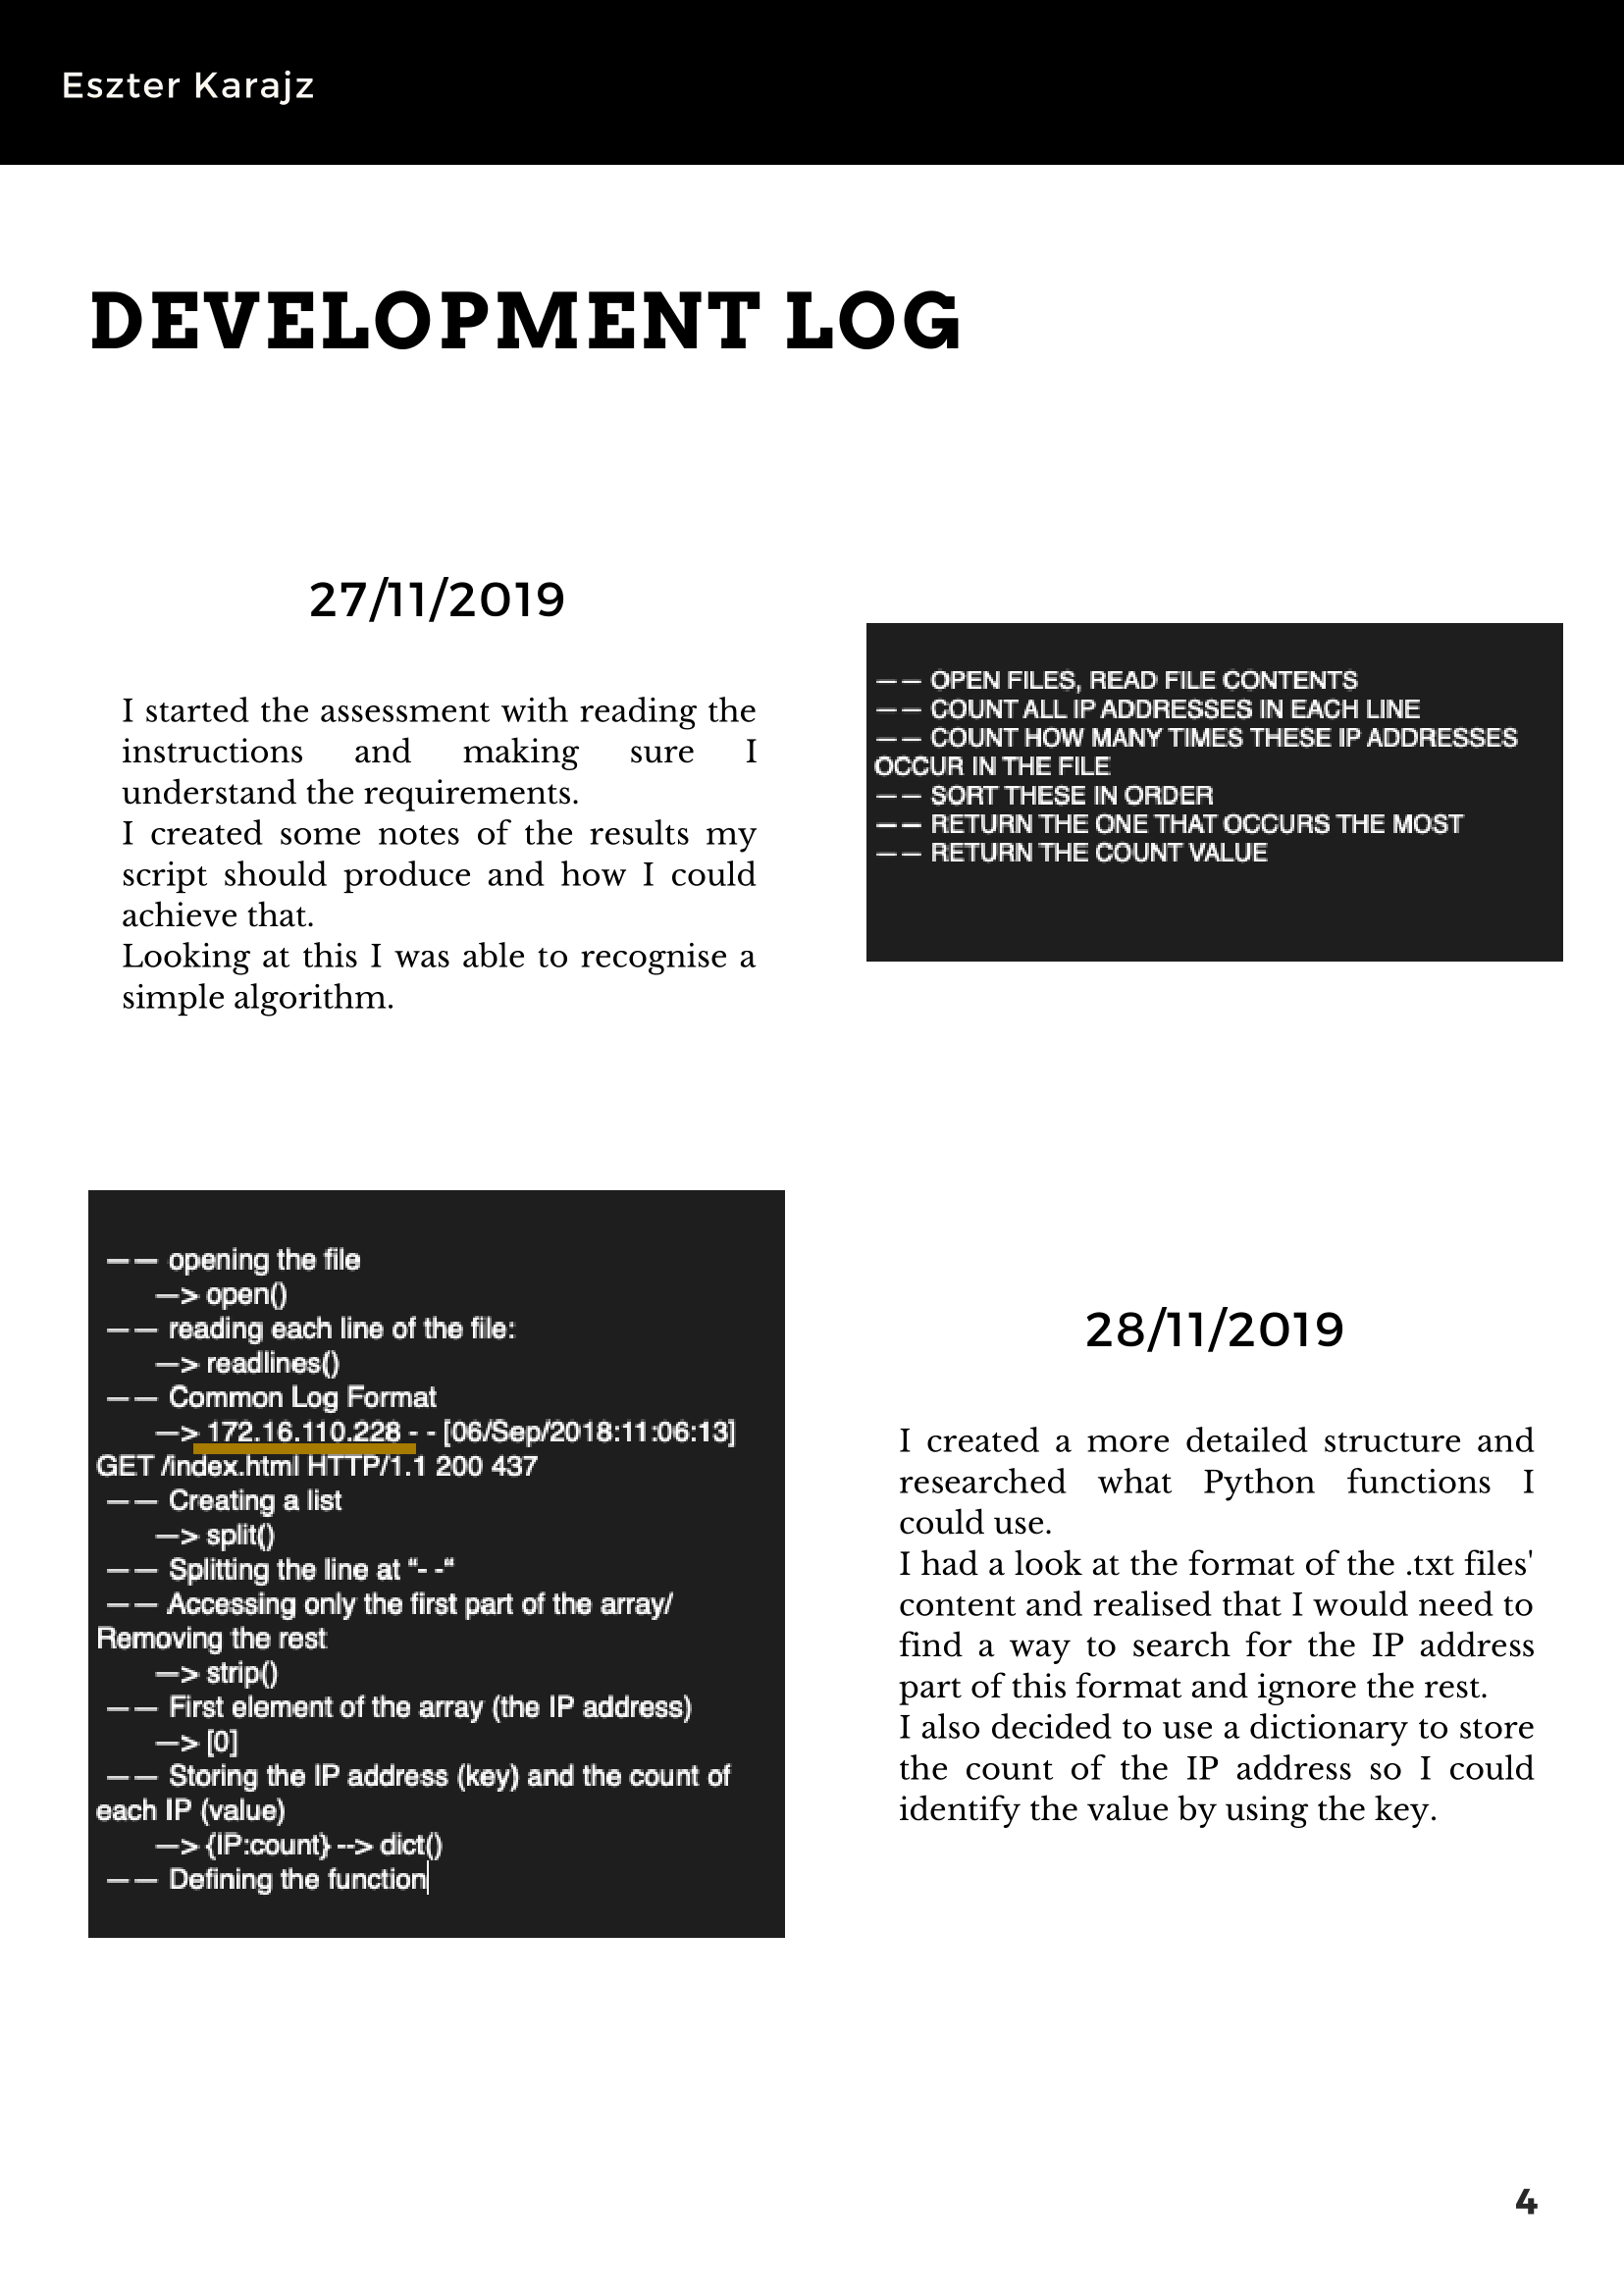 Eszter Karajz
DEVELOPMENT LOG
27/11/2019
I started the assessment with reading the
instructions and making sure I
understand the requirements.
I created some notes of the results my
script should produce and how I could
achieve that.
Looking at this I was able to recognise a
simple algorithm.
—— OPEN FILES, READ FILE CONTENTS
—— COUNT ALL IP ADDRESSES IN EACH LINE
—— COUNT HOW MANY TIMES THESE IP ADDRESSES
OCCUR IN THE FILE
—— SORT THESE IN ORDER
—— RETURN THE ONE THAT OCCURS THE MOST
—— RETURN THE COUNT VALUE
—— opening the file
—> open()
—— reading each line of the file:
—> readlines()
—— Common Log Format
—> 172.16.110.228 - - [06/Sep/2018:11:06:13]
GET /index.html HTTP/1.1 200 437
—— Creating a list
—> split()
—— Splitting the line at “- -“
—— Accessing only the first part of the array/
Removing the rest
—> strip()
—— First element of the array (the IP address)
—> [0]
—— Storing the IP address (key) and the count of
each IP (value)
—> {IP:count} --> dict()
—— Defining the function
28/11/2019
I created a more detailed structure and
researched what Python functions I
could use.
I had a look at the format of the .txt files'
content and realised that I would need to
find a way to search for the IP address
part of this format and ignore the rest.
I also decided to use a dictionary to store
the count of the IP address so I could
identify the value by using the key.
4